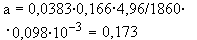 a = 0,0383·0,166·4,96/1860·
·0,098·10⁻³ = 0,173